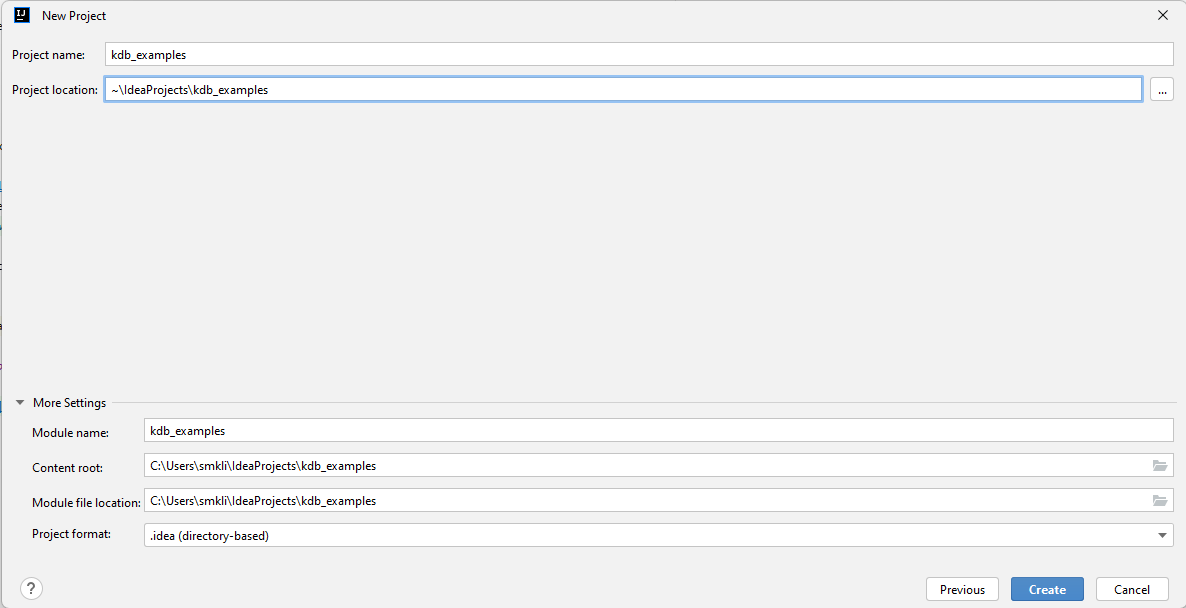 IJ New Project
Project name: kdb_examples
Project location: ~\IdeaProjects\kdb_examples ...
More Settings
Module name: kdb_examples
Content root: C:\Users\smkli\IdeaProjects\kdb_examples
Module file location: C:\Users\smkli\IdeaProjects\kdb_examples
Project format: .idea (directory-based)
? Previous Create Cancel